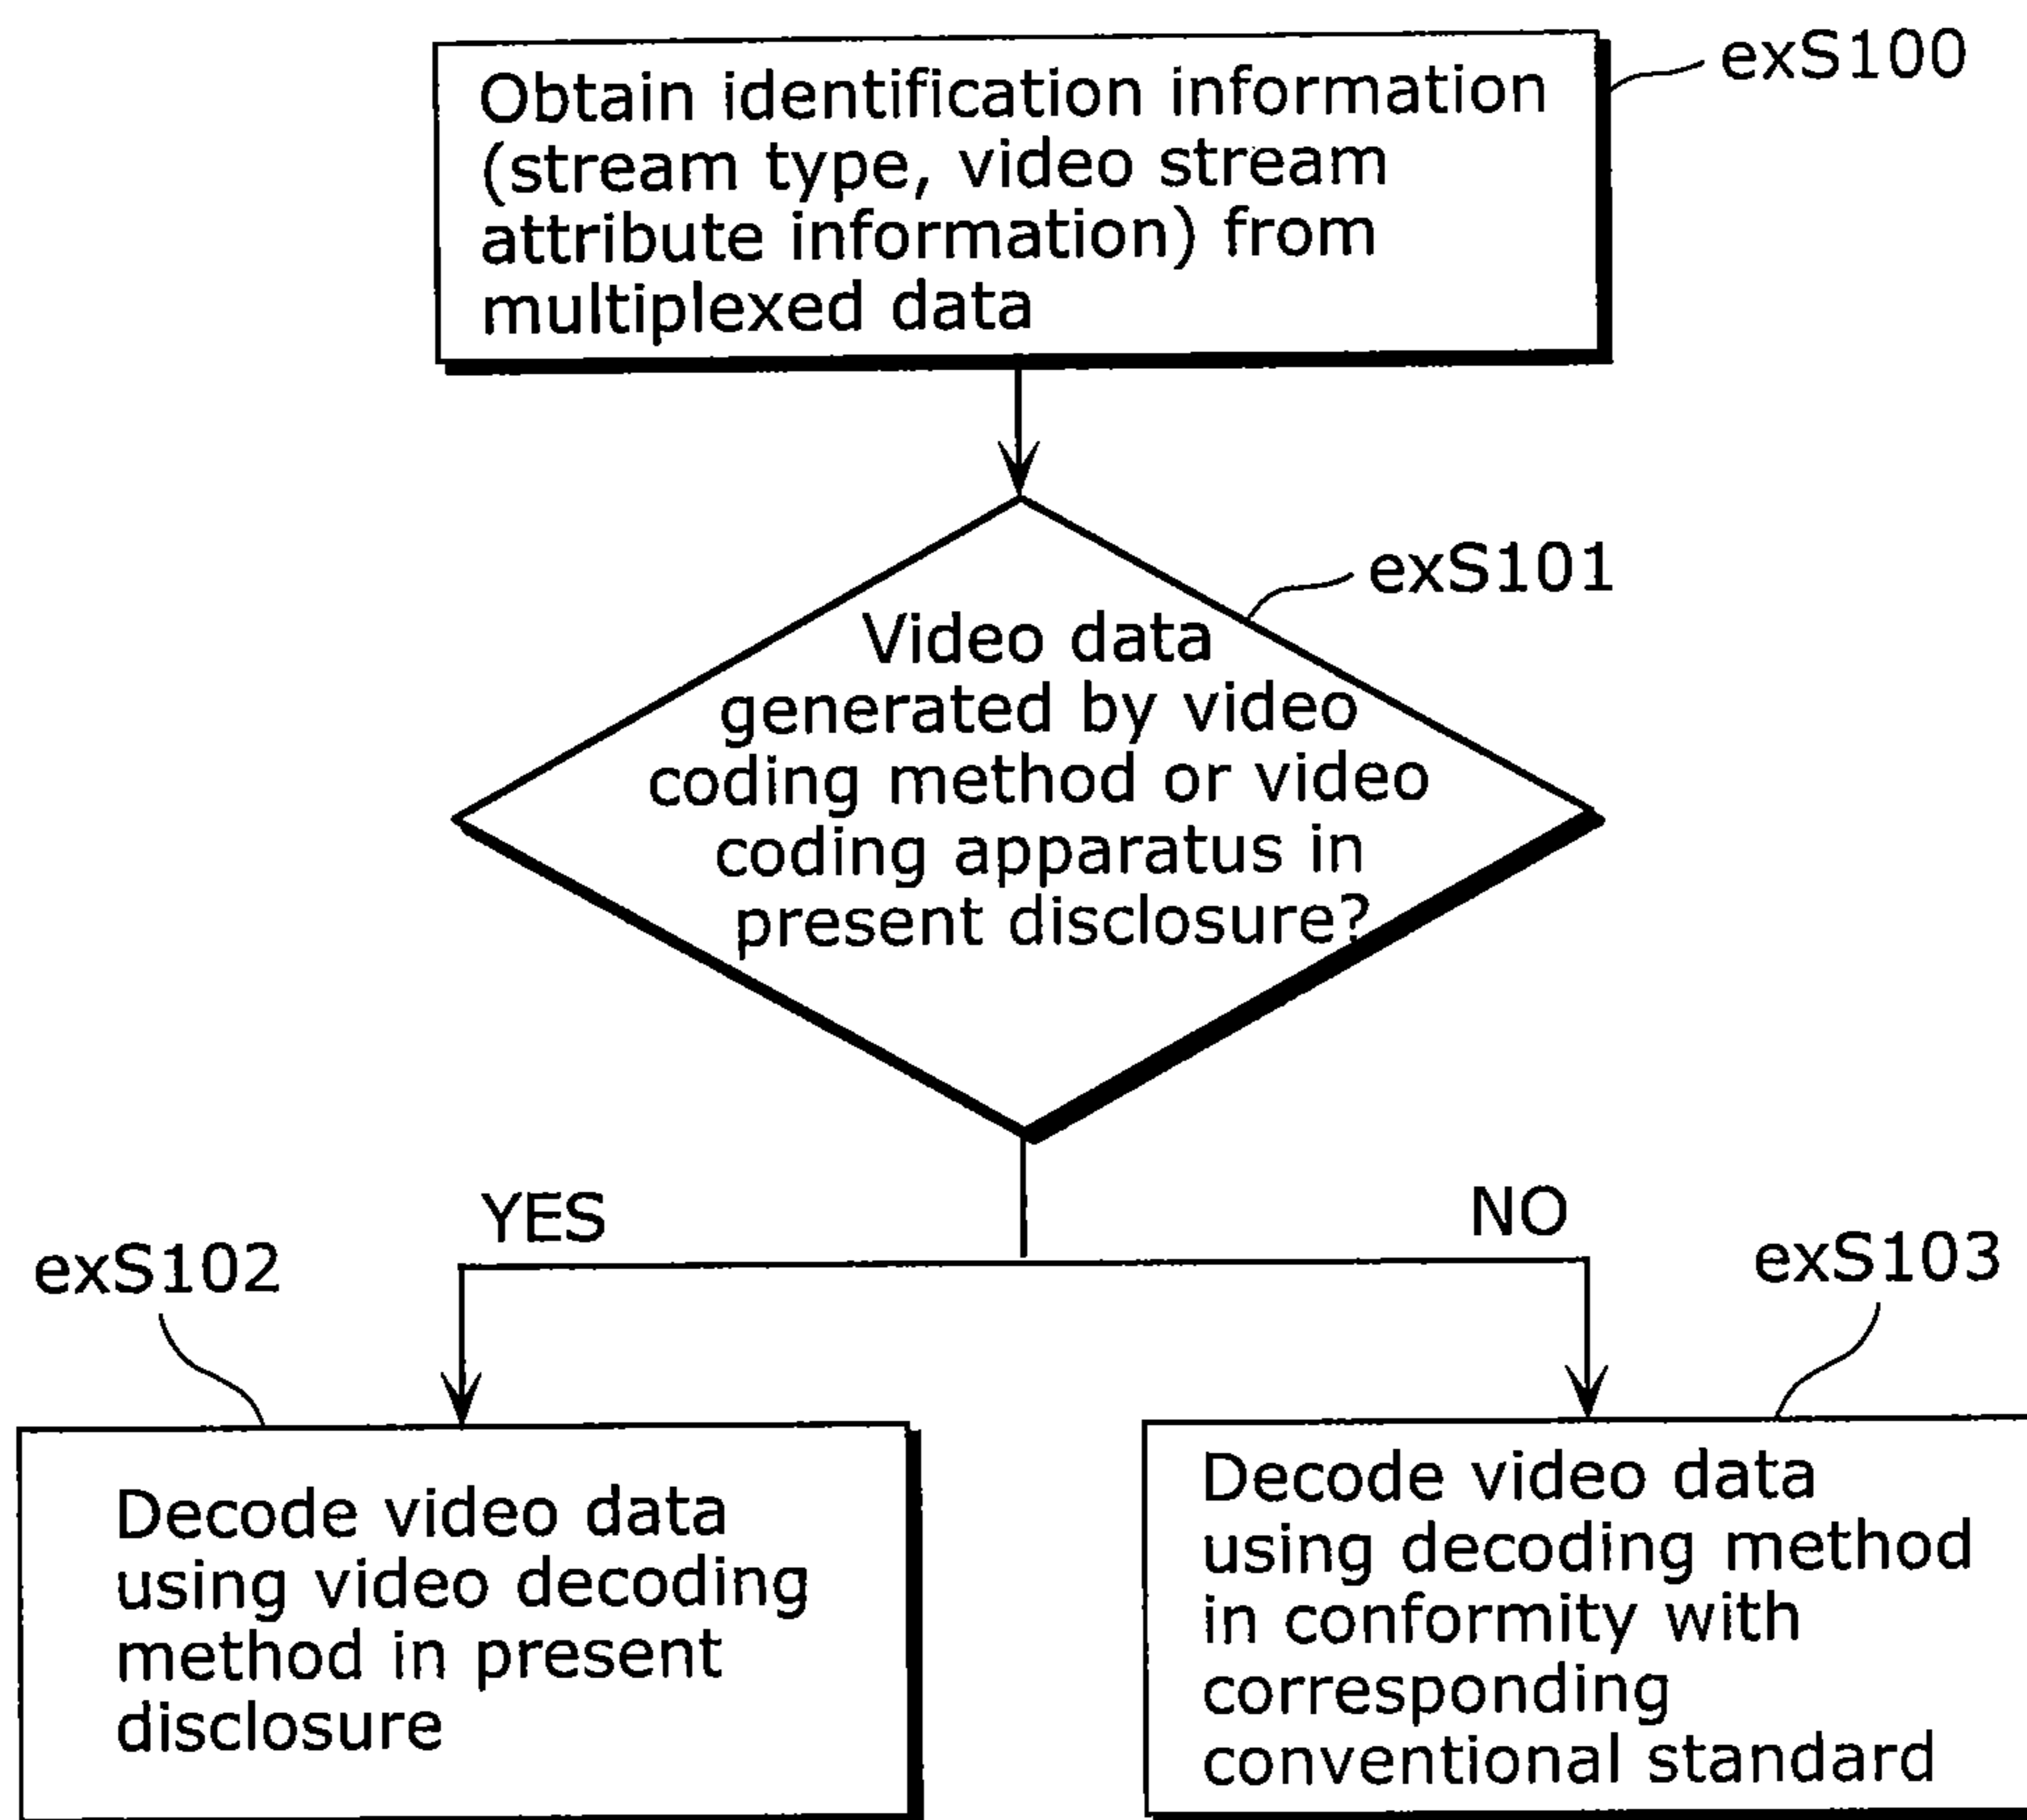 exS100
Obtain identification information
(stream type, video stream
attribute information) from
multiplexed data
exS101
Video data
generated by video
coding method or video
coding apparatus in
present disclosure?
YES
NO
exS102
exS103
Decode video data
using video decoding
method in present
disclosure
Decode video data
using decoding method
in conformity with
corresponding
conventional standard